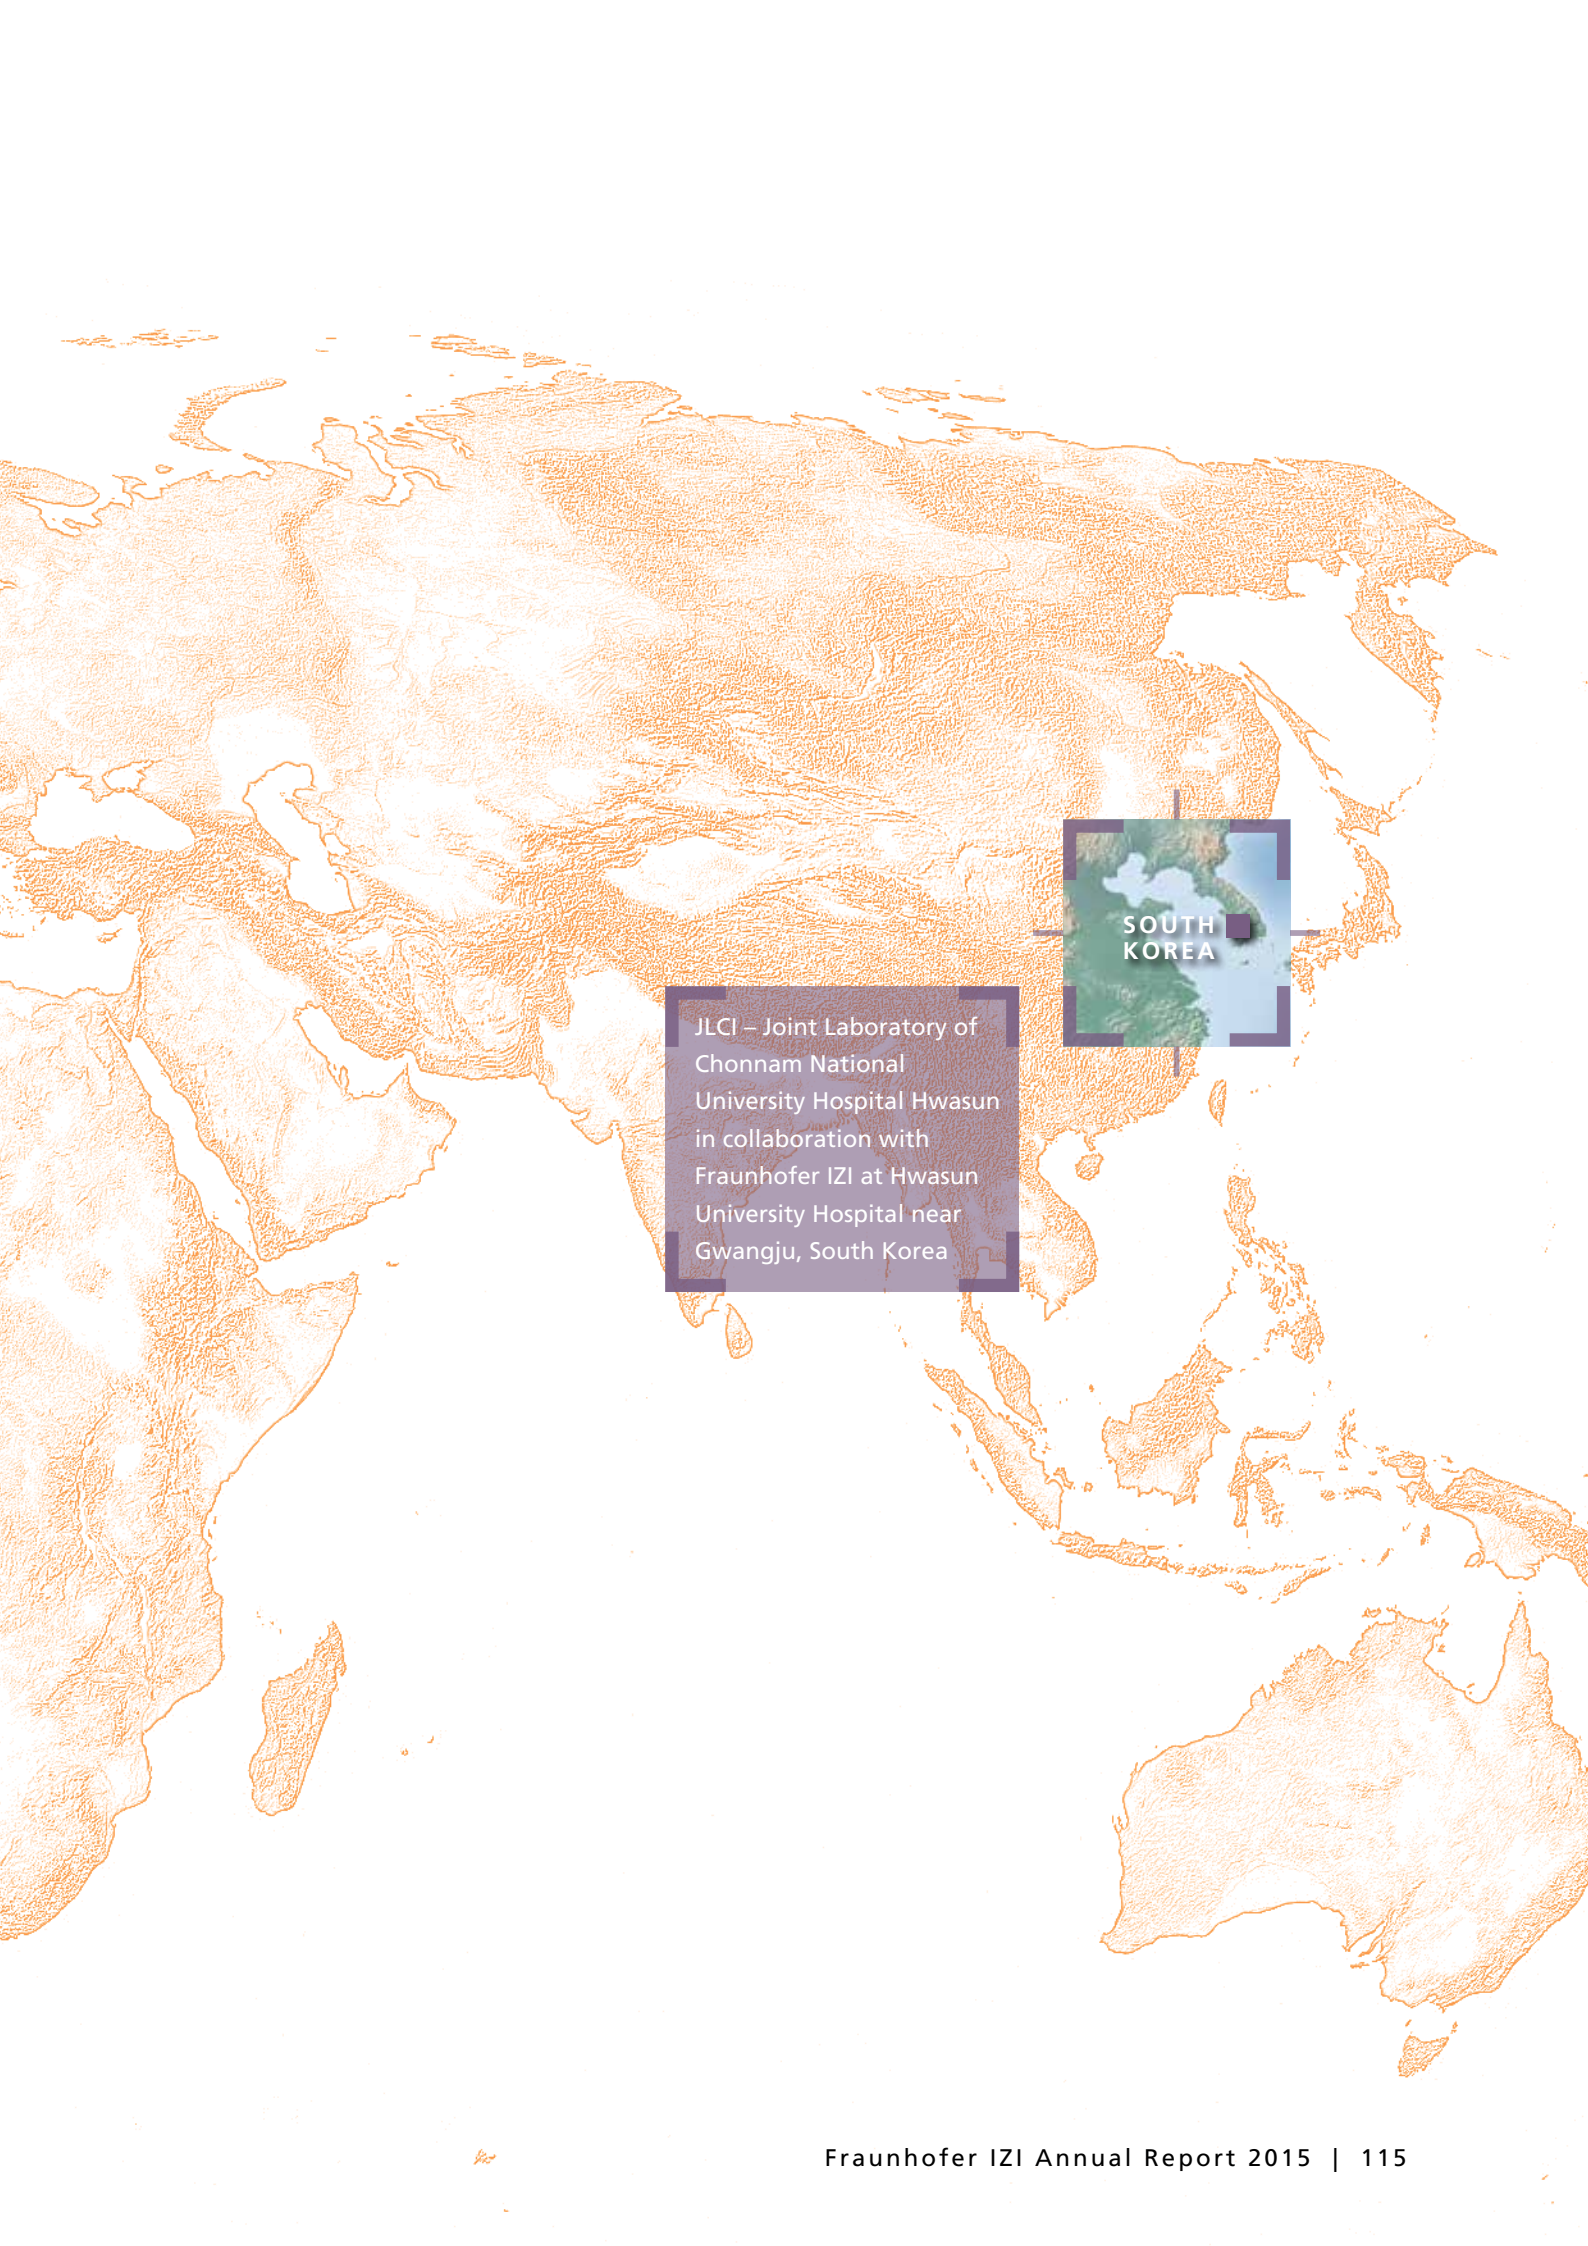 SOUTH
KOREA
JLCI – Joint Laboratory of
Chonnam National
University Hospital Hwasun
in collaboration with
Fraunhofer IZI at Hwasun
University Hospital near
Gwangju, South Korea
Fraunhofer IZI Annual Report 2015 | 115